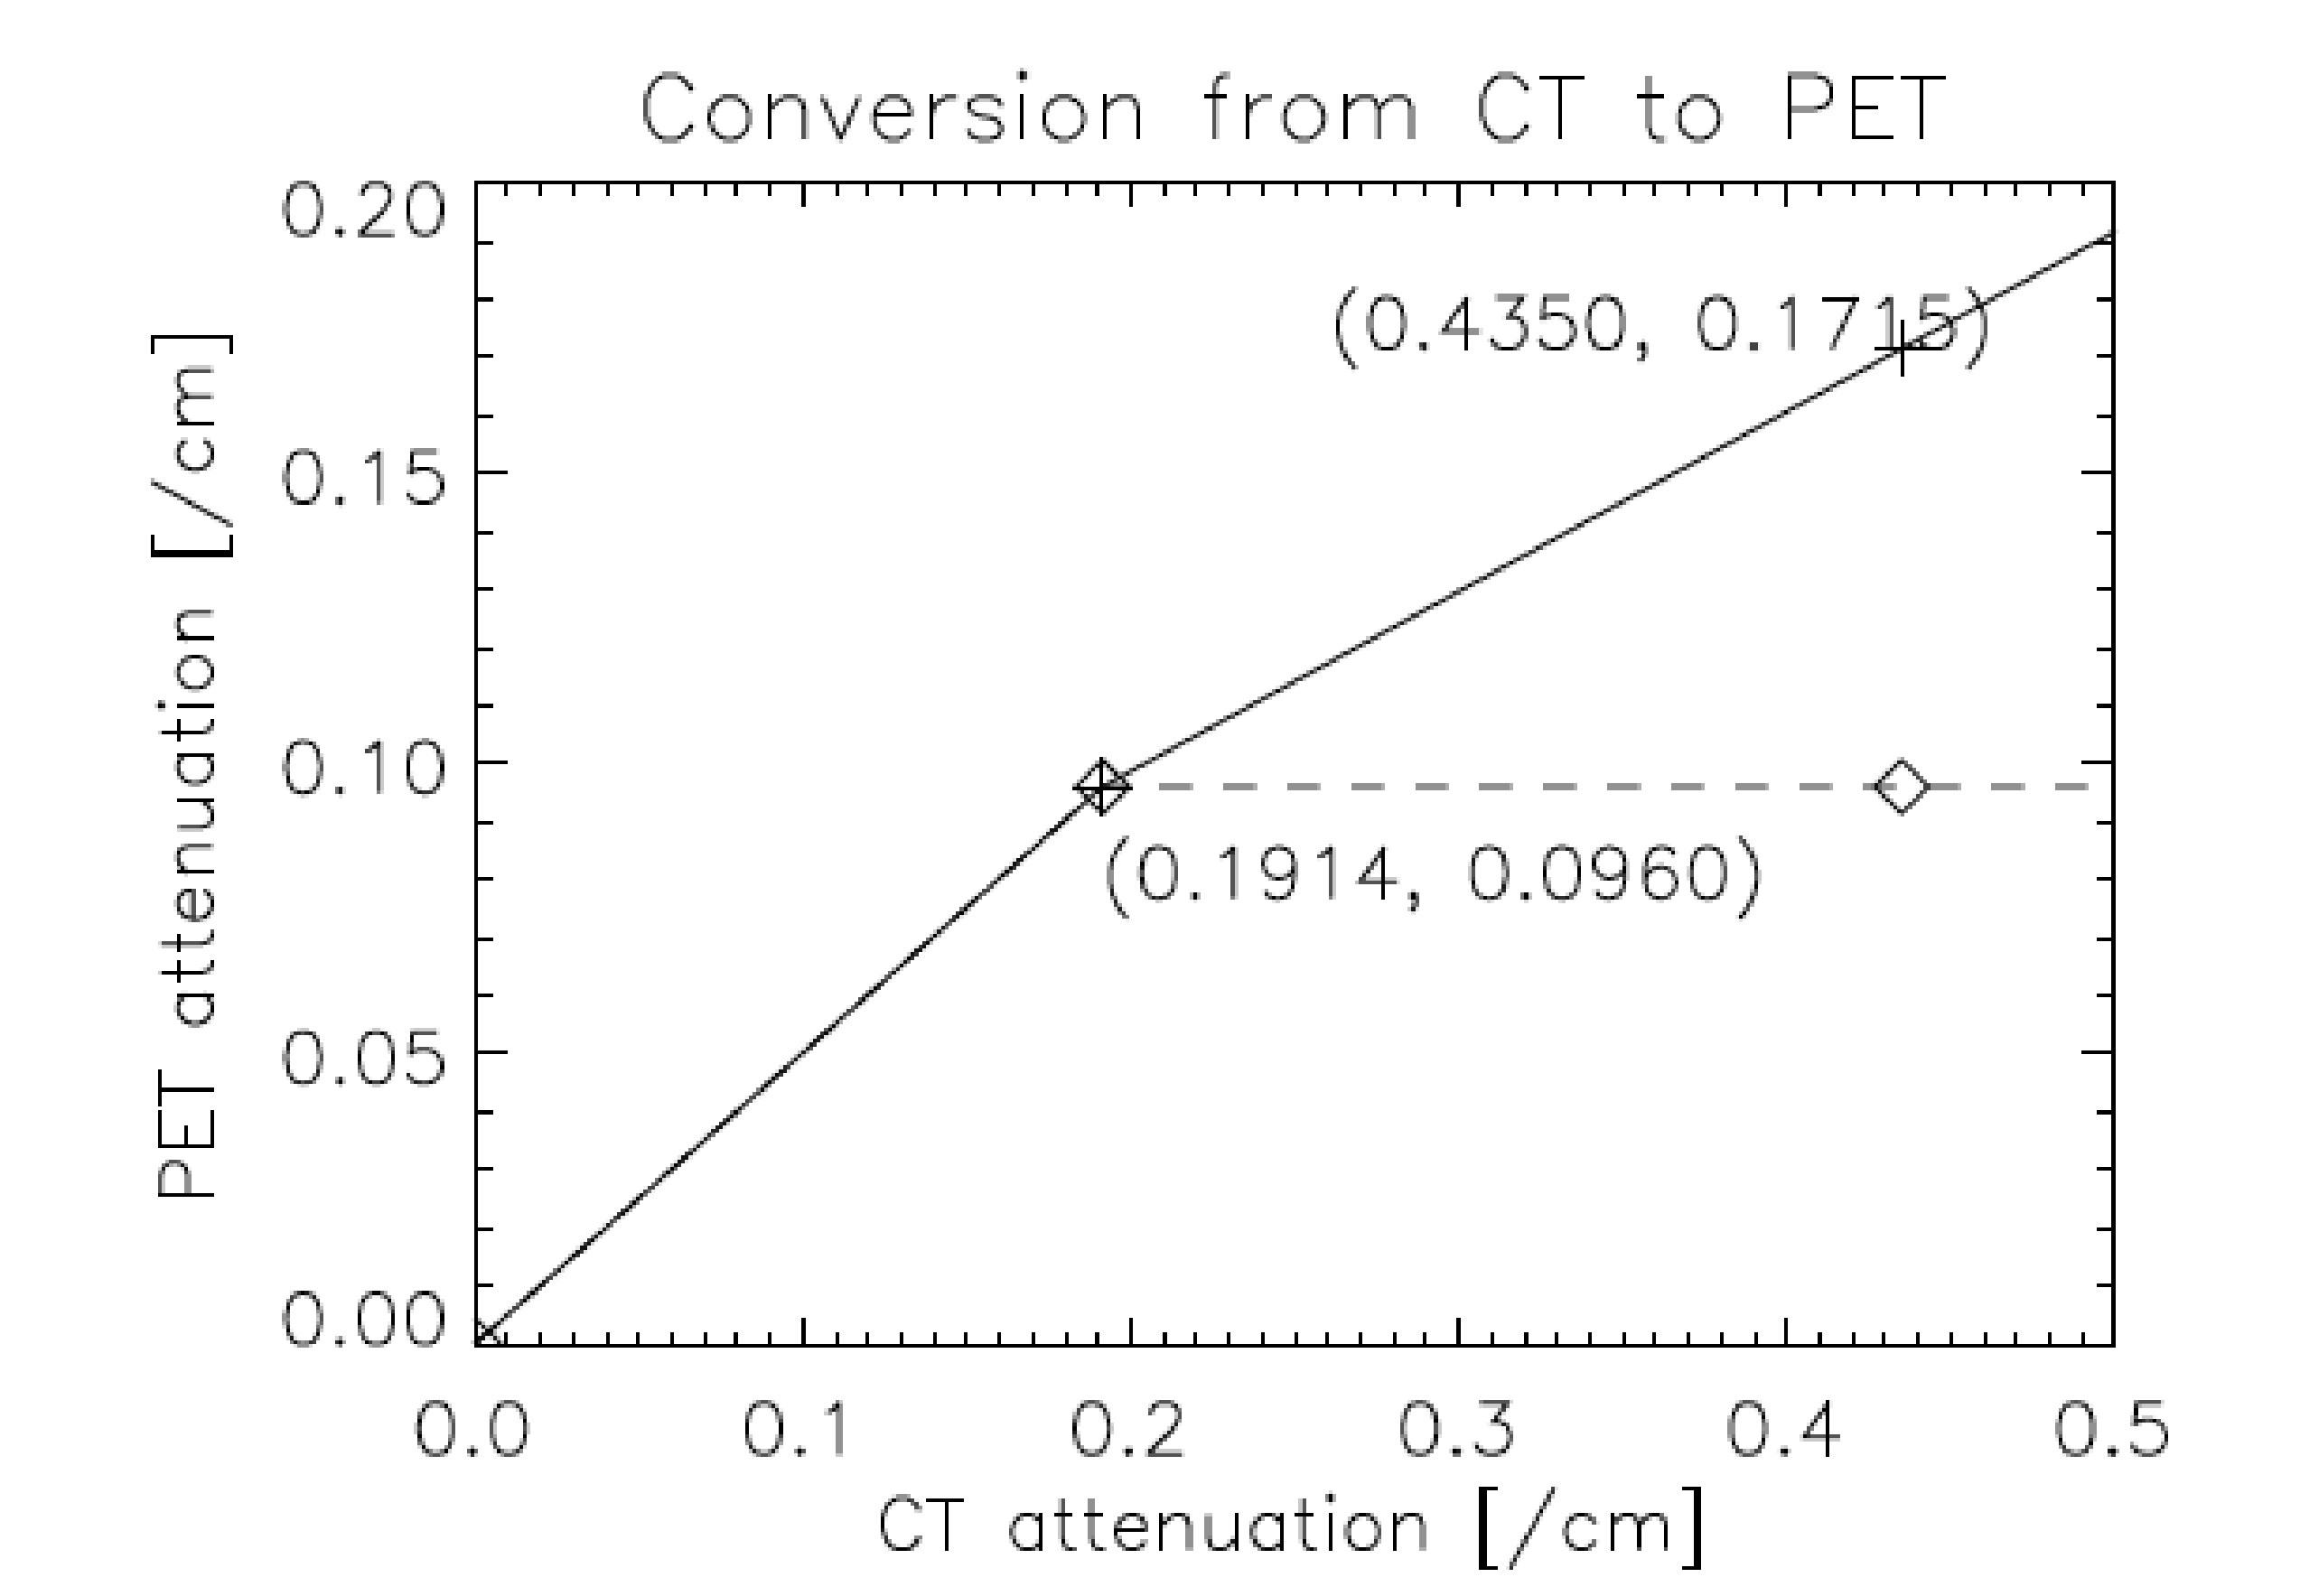 Conversion from CT to PET
0.20
(0.4350, 0.1715)
0.15
0.10
(0.1914, 0.0960)
0.05
0.00
PET attenuation [/cm]
0.0 0.1 0.2 0.3 0.4 0.5
CT attenuation [/cm]